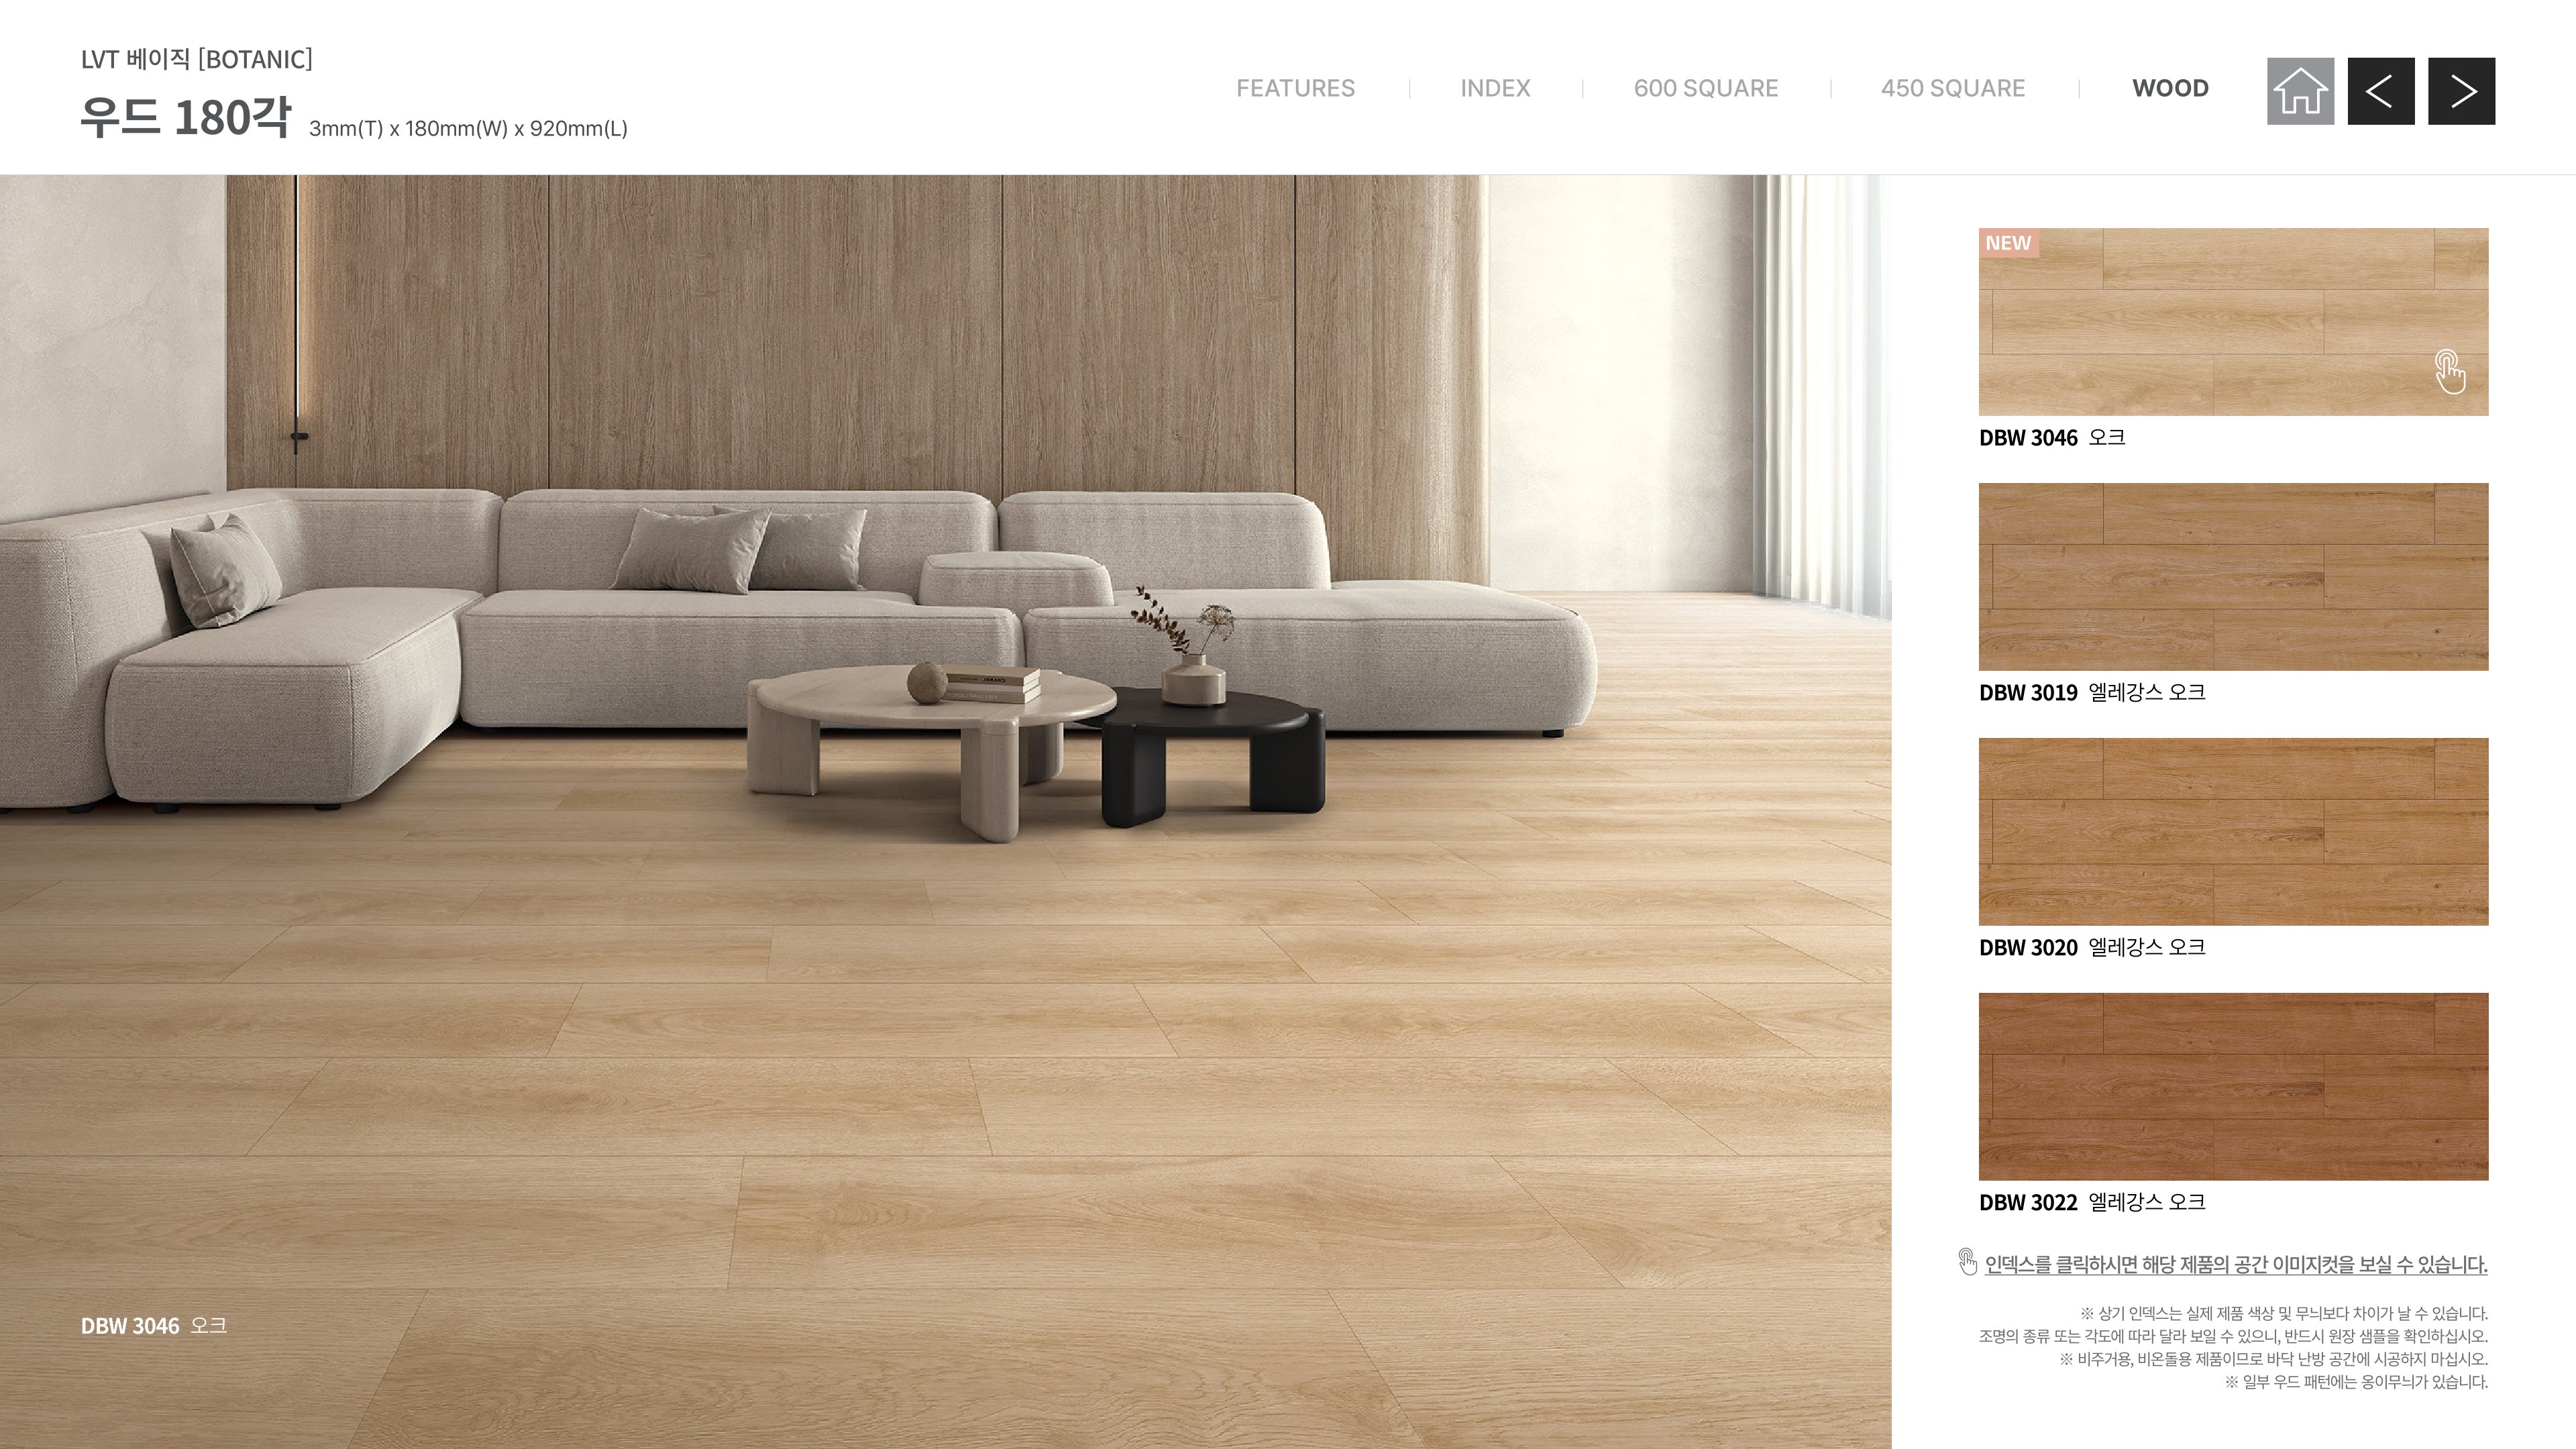 LVT 베이직 [BOTANIC]
우드 180각 3mm(T) x 180mm(W) x 920mm(L)
FEATURES
INDEX
600 SQUARE
450 SQUARE
WOOD
NEW
DBW 3046 오크
DBW 3019 엘레강스 오크
DBW 3020 엘레강스 오크
DBW 3022 엘레강스 오크
인덱스를 클릭하시면 해당 제품의 공간 이미지컷을 보실 수 있습니다.
※ 상기 인덱스는 실제 제품 색상 및 무늬보다 차이가 날 수 있습니다.
조명의 종류 또는 각도에 따라 달라 보일 수 있으니, 반드시 원장 샘플을 확인하십시오.
※ 비주거용, 비온돌용 제품이므로 바닥 난방 공간에 시공하지 마십시오.
※ 일부 우드 패턴에는 옹이무늬가 있습니다.
DBW 3046 오크